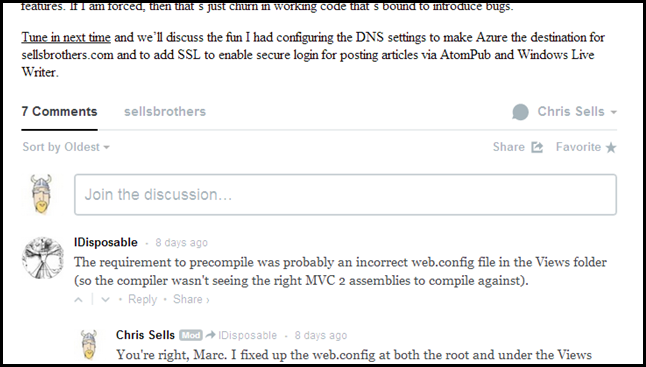 features. If I am forced, then that's just churn in working code that's bound to introduce bugs.
Tune in next time and we'll discuss the fun I had configuring the DNS settings to make Azure the destination for
sellsbrothers.com and to add SSL to enable secure login for posting articles via AtomPub and Windows Live
Writer.
7 Comments sellsbrothers Chris Sells
Sort by Oldest Share Favorite
Join the discussion...
IDisposable - 8 days ago
The requirement to precompile was probably an incorrect web.config file in the Views folder
(so the compiler wasn't seeing the right MVC 2 assemblies to compile against).
Reply · Share ›
Chris Sells Mod IDisposable - 8 days ago
You're right, Marc. I fixed up the web.config at both the root and under the Views